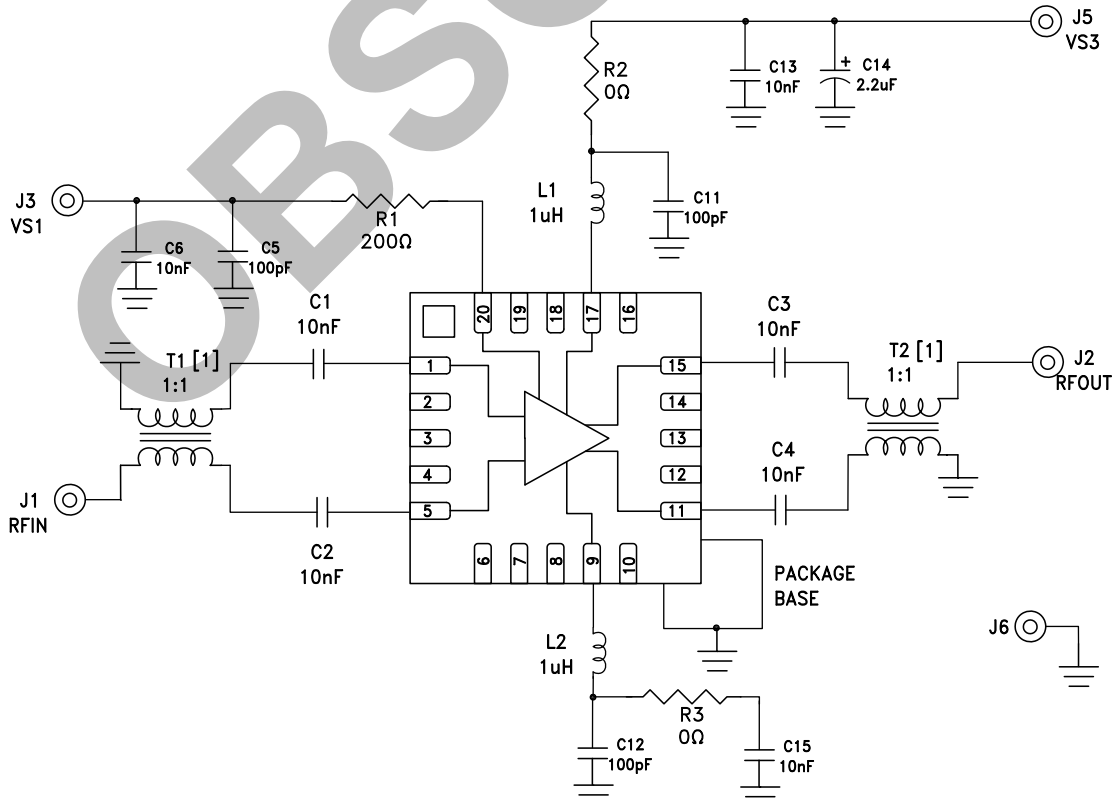 OBSO
J5
VS3
R2
0Ω
C13
10nF
+ C14
2.2uF
J3
VS1
R1
200Ω
L1
1uH
C11
100pF
C6
10nF
C5
100pF
C1
10nF
20
19
18
17
16
C3
10nF
T1 [1]
1:1
T2 [1]
1:1
J2
RFOUT
1
2
3
4
5
15
14
13
12
11
C4
10nF
J1
RFIN
C2
10nF
6
7
8
9
10
PACKAGE
BASE
J6
L2
1uH
R3
0Ω
C12
100pF
C15
10nF